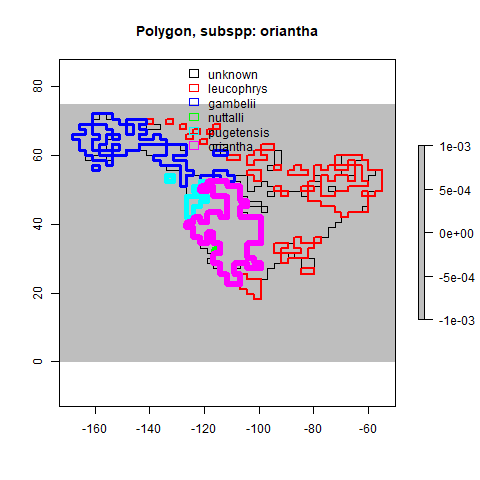 Polygon, subspp: oriantha
unknown
leucophrys
gambelii
nuttalli
pugetensis
oriantha
80
60
40
20
0
-160
-140
-120
-100
-80
-60
1e-03
5e-04
0e+00
-5e-04
-1e-03